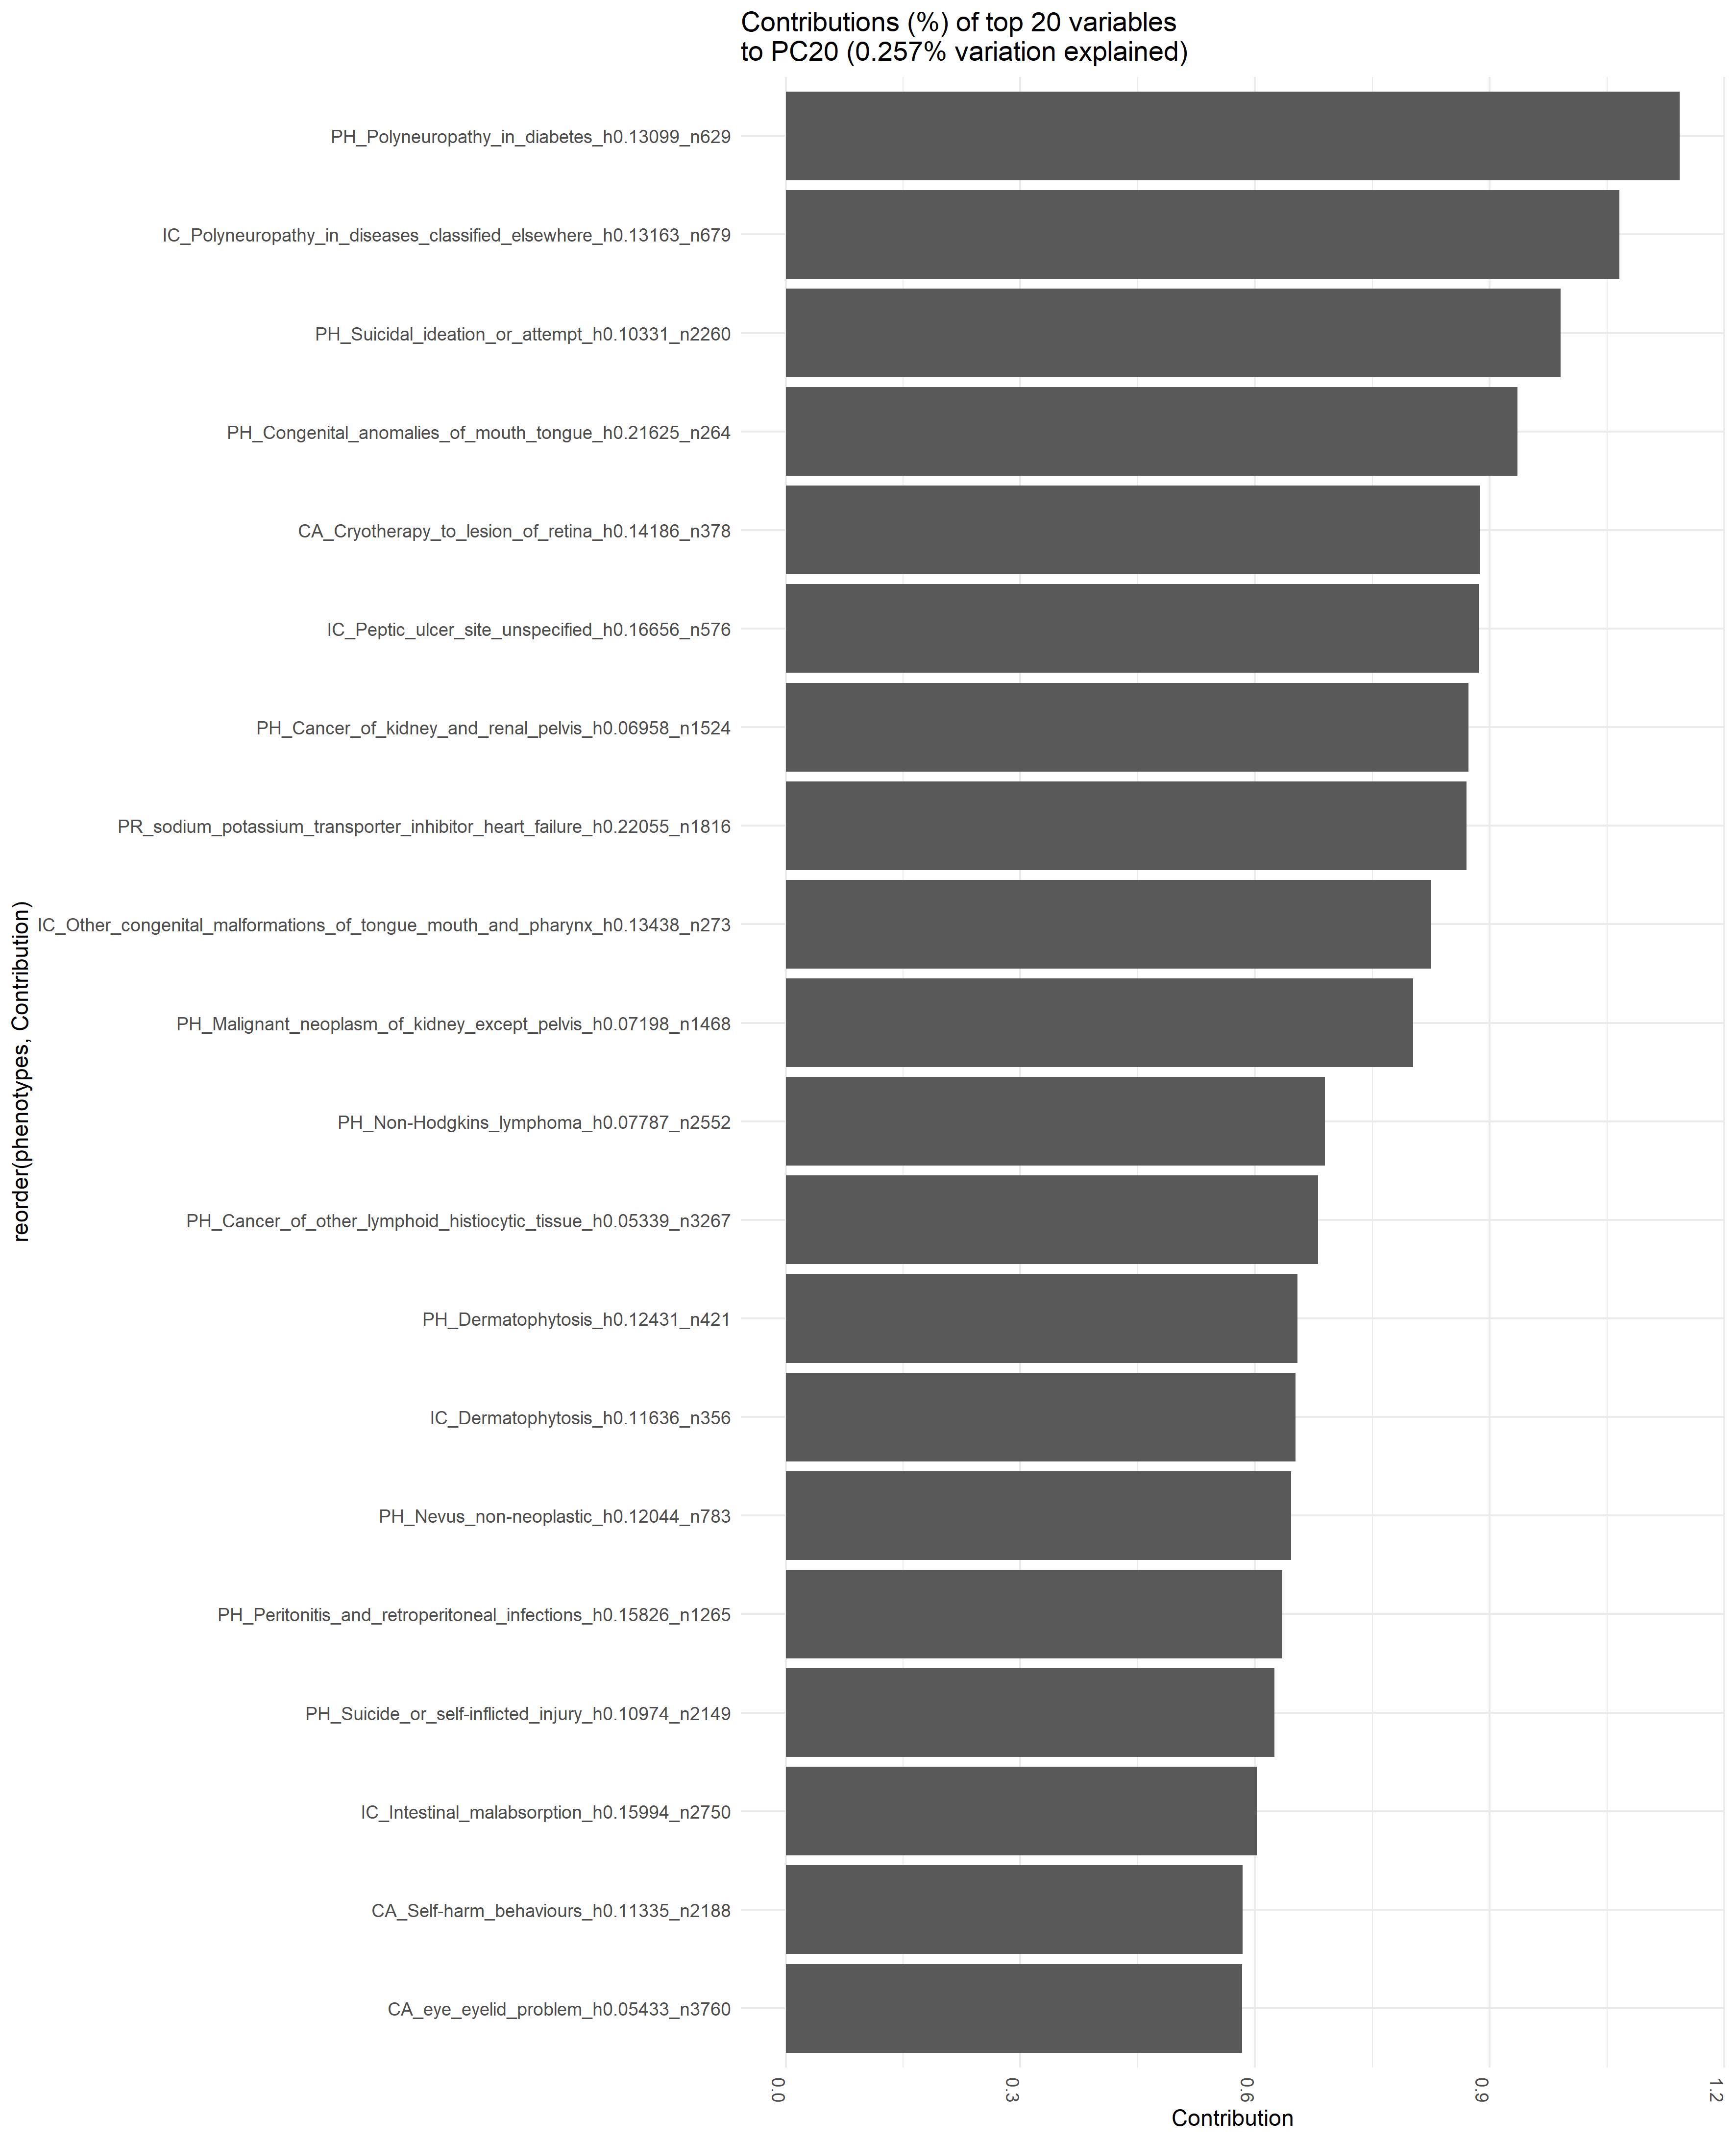 Contributions (%) of top 20 variables
to PC20 (0.257% variation explained)
PH_Polyneuropathy_in_diabetes_h0.13099_n629
IC_Polyneuropathy_in_diseases_classified_elsewhere_h0.13163_n679
PH_Suicidal_ideation_or_attempt_h0.10331_n2260
PH_Congenital_anomalies_of_mouth_tongue_h0.21625_n264
CA_Cryotherapy_to_lesion_of_retina_h0.14186_n378
IC_Peptic_ulcer_site_unspecified_h0.16656_n576
PH_Cancer_of_kidney_and_renal_pelvis_h0.06958_n1524
PR_sodium_potassium_transporter_inhibitor_heart_failure_h0.22055_n1816
IC_Other_congenital_malformations_of_tongue_mouth_and_pharynx_h0.13438_n273
PH_Malignant_neoplasm_of_kidney_except_pelvis_h0.07198_n1468
PH_Non-Hodgkins_lymphoma_h0.07787_n2552
PH_Cancer_of_other_lymphoid_histiocytic_tissue_h0.05339_n3267
PH_Dermatophytosis_h0.12431_n421
IC_Dermatophytosis_h0.11636_n356
PH_Nevus_non-neoplastic_h0.12044_n783
PH_Peritonitis_and_retroperitoneal_infections_h0.15826_n1265
PH_Suicide_or_self-inflicted_injury_h0.10974_n2149
IC_Intestinal_malabsorption_h0.15994_n2750
CA_Self-harm_behaviours_h0.11335_n2188
CA_eye_eyelid_problem_h0.05433_n3760
reorder(phenotypes, Contribution)
0.0
0.3
0.6
0.9
1.2
Contribution